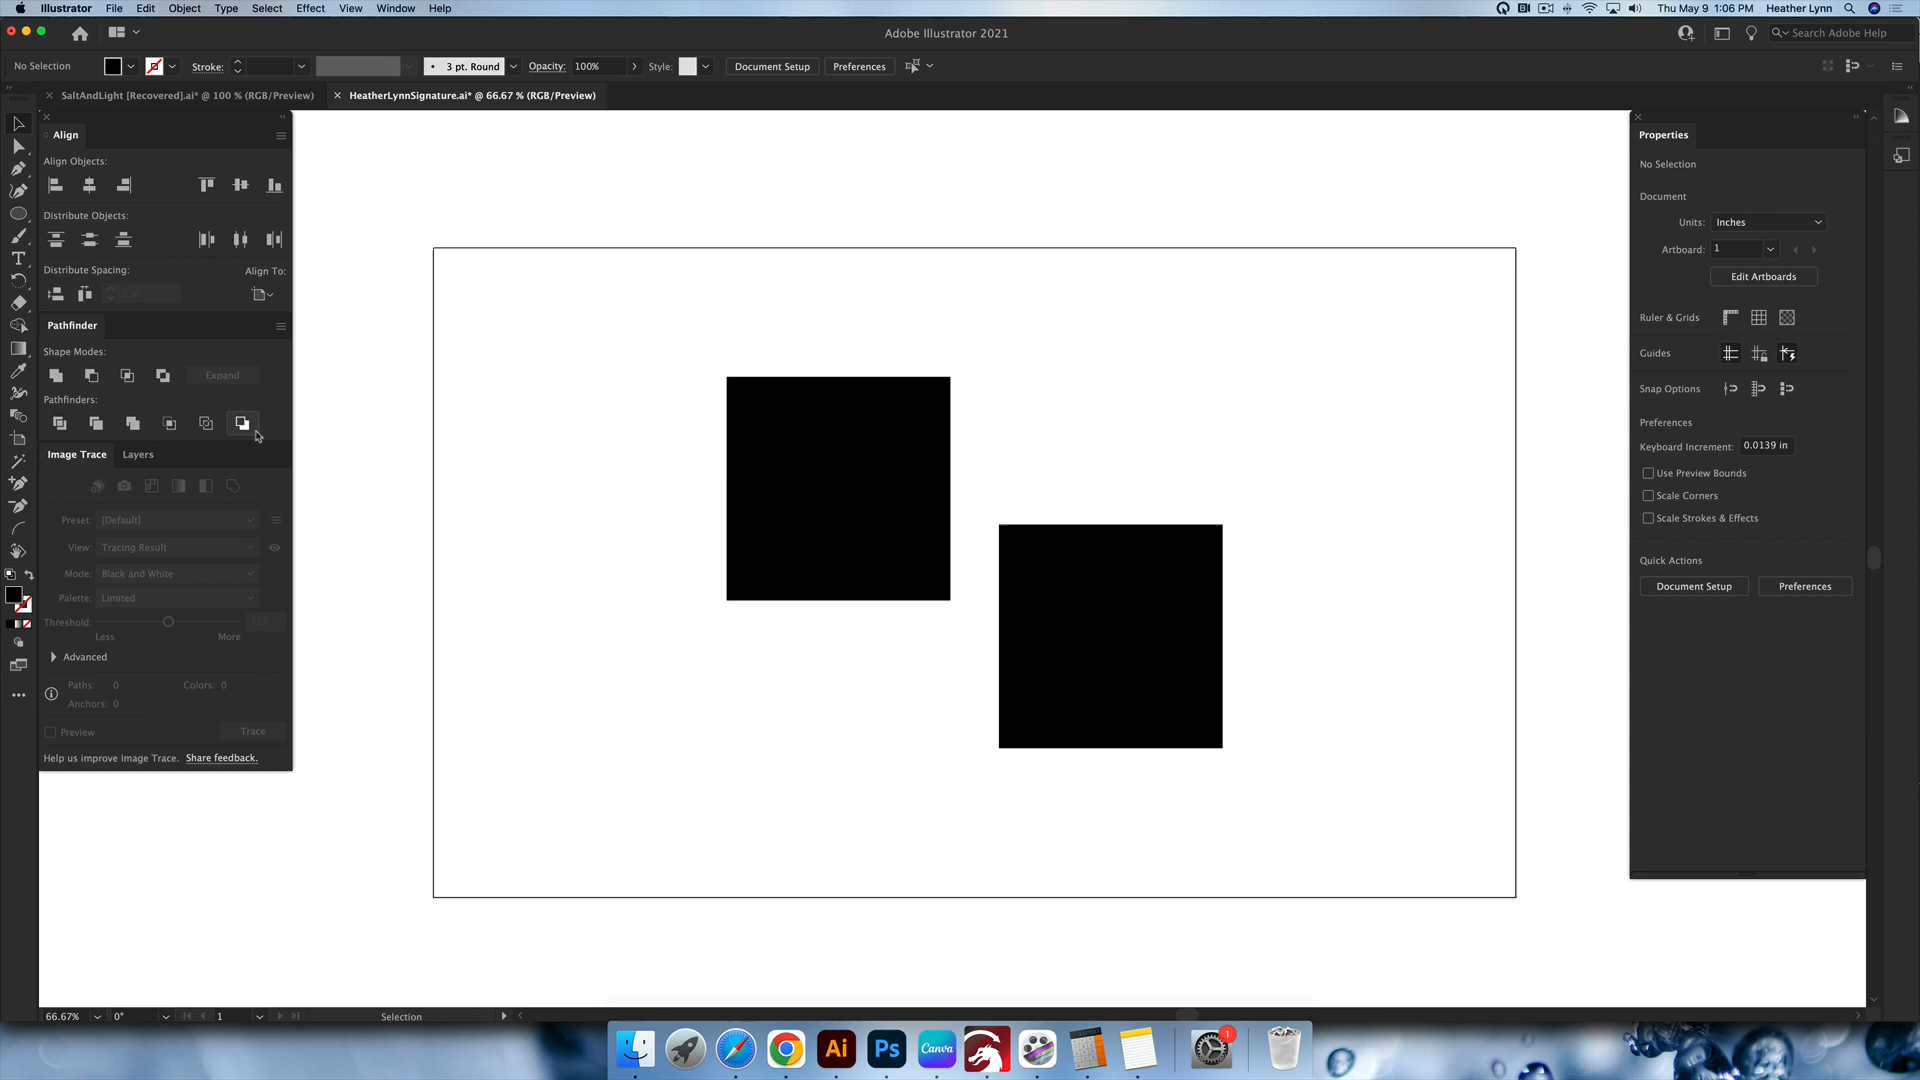 Illustrator File Edit Object Type Select Effect View Window Help
Thu May 9 1:06 PM Heather Lynn
Adobe Illustrator 2021
Search Adobe Help
No Selection Stroke: 3 pt. Round Opacity: 100% Style: Document Setup Preferences
SaltAndLight [Recovered].ai* @ 100 % (RGB/Preview) HeatherLynnSignature.ai* @ 66.67 % (RGB/Preview)
Align
Align Objects:
Distribute Objects:
Distribute Spacing: Align To:
0 in
Pathfinder
Shape Modes:
Expand
Pathfinders:
Image Trace Layers
Preset: [Default]
View: Tracing Result
Mode: Black and White
Palette: Limited
Threshold: 128
Less More
Advanced
Paths: 0 Colors: 0
Anchors: 0
Preview Trace
Help us improve Image Trace. Share feedback.
Properties
No Selection
Document
Units: Inches
Artboard: 1
Edit Artboards
Ruler & Grids
Guides
Snap Options
Preferences
Keyboard Increment: 0.0139 in
Use Preview Bounds
Scale Corners
Scale Strokes & Effects
Quick Actions
Document Setup Preferences
66.67% 0° 1 Selection
Ai Ps Canva 1